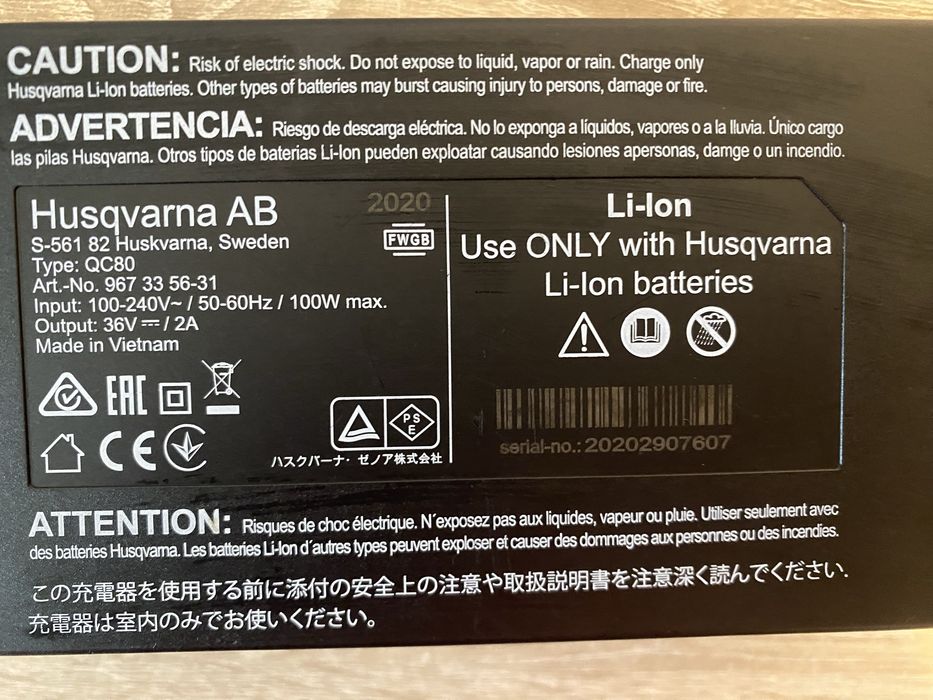 CAUTION: Risk of electric shock. Do not expose to liquid, vapor or rain. Charge only
Husqvarna Li-Ion batteries. Other types of batteries may burst causing injury to persons, damage or fire.
ADVERTENCIA: Riesgo de descarga eléctrica. No lo exponga a líquidos, vapores o a la lluvia. Único cargo
las pilas Husqvarna. Otros tipos de baterias Li-Ion pueden exploatar causando lesiones apersonas, damge o un incendio.
Husqvarna AB
2020
S-561 82 Huskvarna, Sweden
FWGB
Type: QC80
Art.-No. 967 33 56-31
Input: 100-240V~ / 50-60Hz / 100W max.
Output: 36V ⎓ / 2A
Made in Vietnam
EAC
CE
PSE
ハスクバーナ・ゼノア株式会社
Li-Ion
Use ONLY with Husqvarna
Li-Ion batteries
serial-no.: 20202907607
ATTENTION: Risques de choc électrique. N´exposez pas aux liquides, vapeur ou pluie. Utiliser seulement avec
des batteries Husqvarna. Les batteries Li-Ion d´autres types peuvent exploser et causer des dommages aux personnes ou des incendies.
この充電器を使用する前に添付の安全上の注意や取扱説明書を注意深く読んでください.
充電器は室内のみでお使いください。